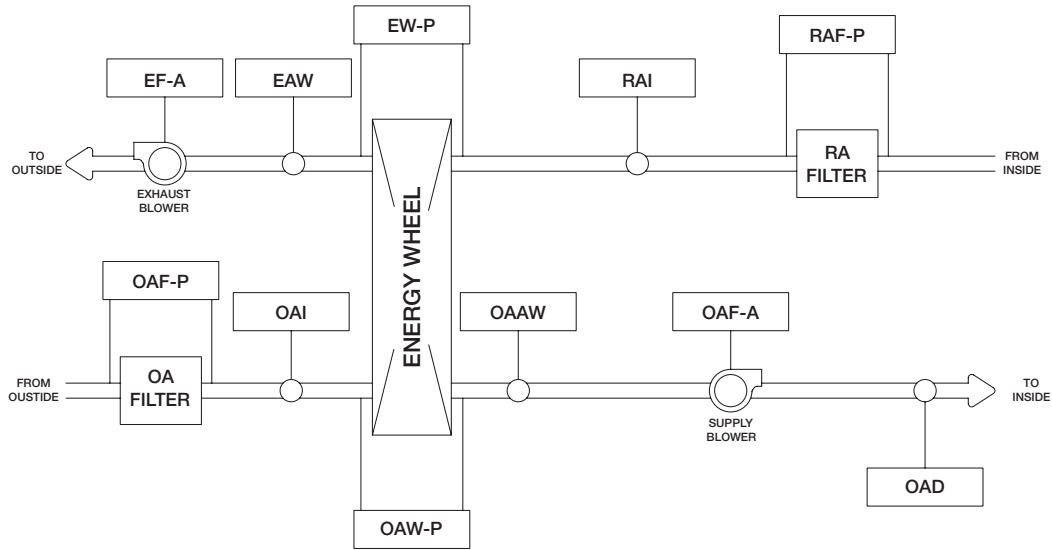 EW-P
RAF-P
EF-A
EAW
RAI
TO
OUTSIDE
EXHAUST
BLOWER
ENERGY WHEEL
RA
FILTER
FROM
INSIDE
OAF-P
OAI
OAAW
OAF-A
FROM
OUSTIDE
OA
FILTER
SUPPLY
BLOWER
TO
INSIDE
OAD
OAW-P